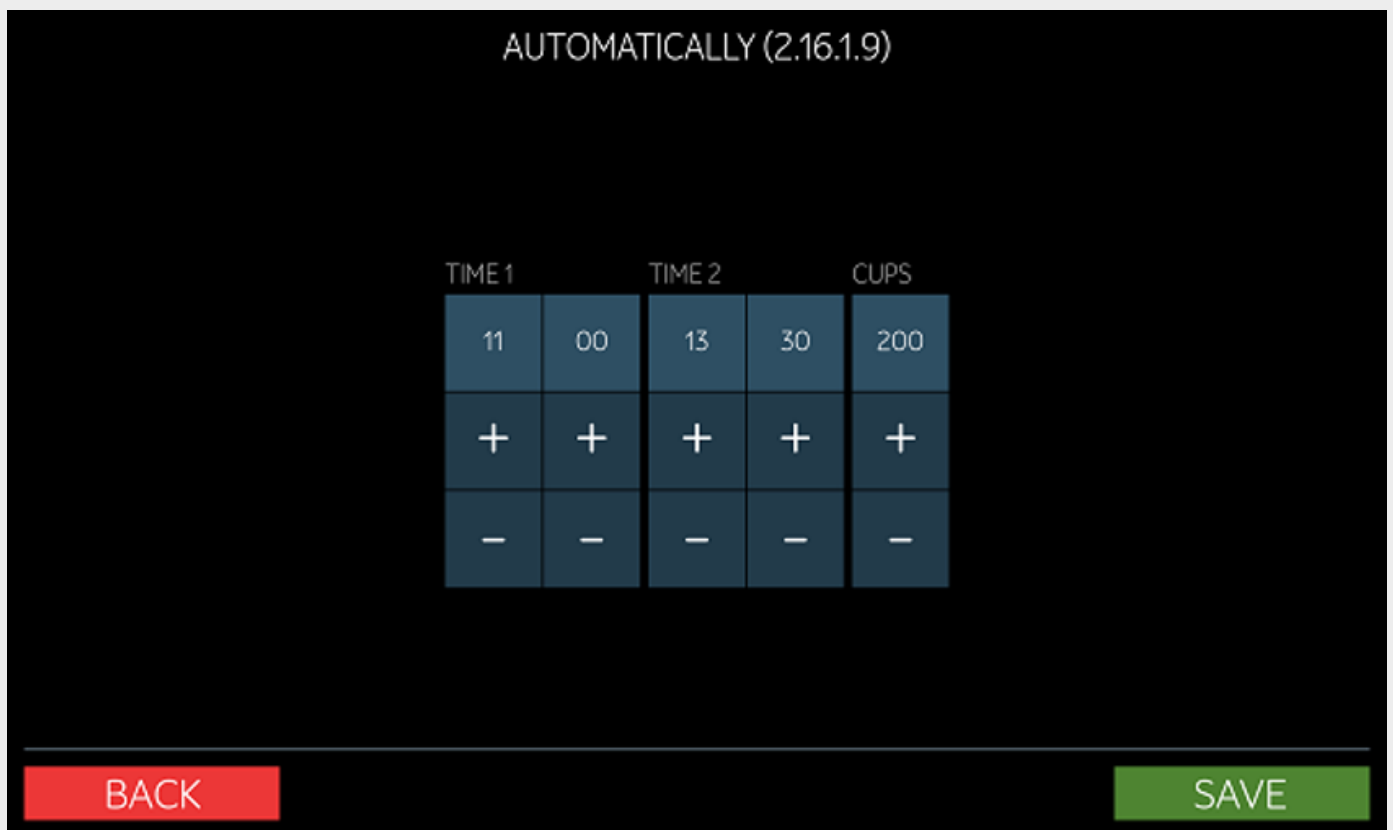 AUTOMATICALLY (2.16.1.9)
TIME 1 TIME 2 CUPS
11 00 13 30 200
+ + + + +
− − − − −
BACK SAVE